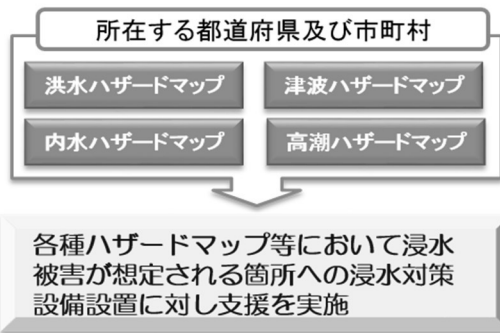 所在する都道府県及び市町村
洪水ハザードマップ
津波ハザードマップ
内水ハザードマップ
高潮ハザードマップ
各種ハザードマップ等において浸水
被害が想定される箇所への浸水対策
設備設置に対し支援を実施